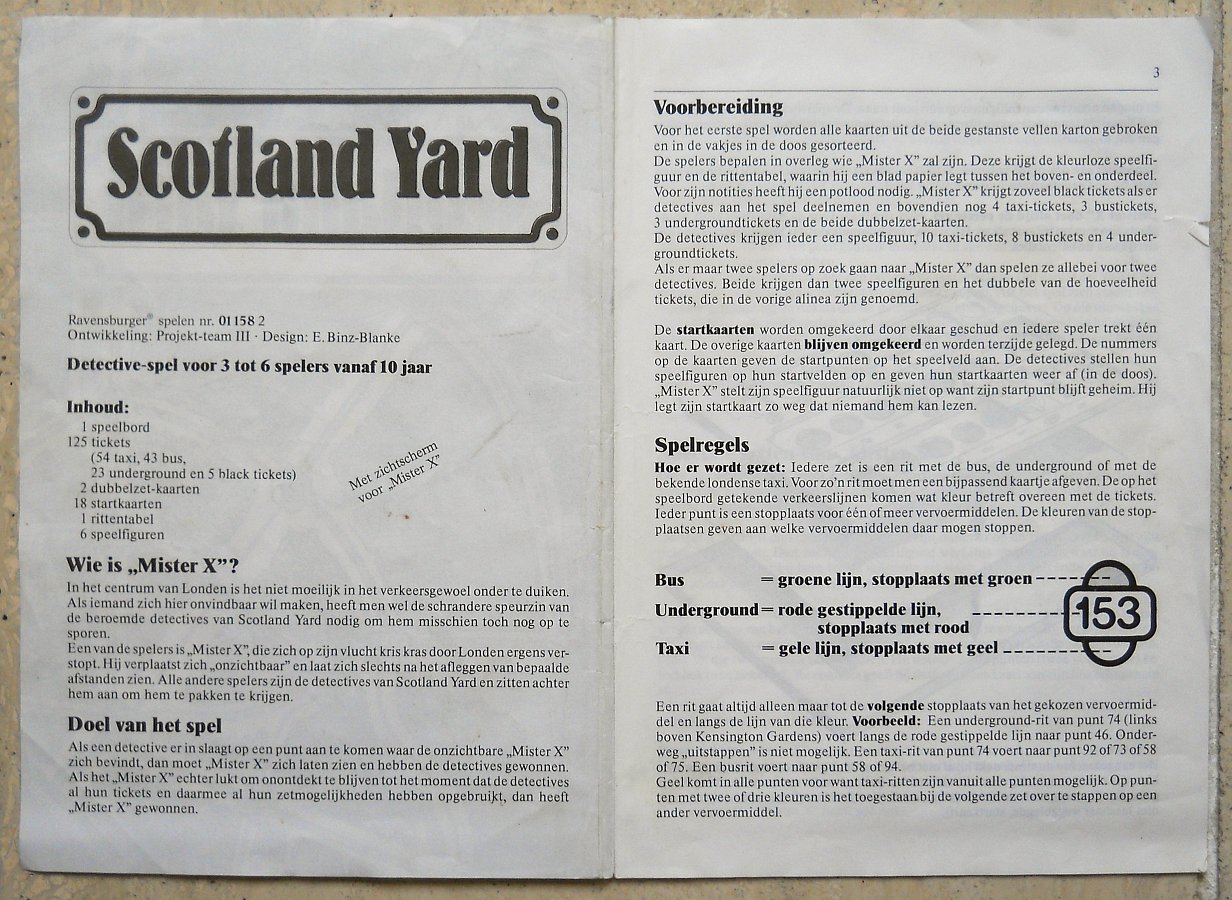 Scotland Yard
Ravensburger® spelen nr. 01 158 2
Ontwikkeling: Projekt-team III · Design: E. Binz-Blanke
Detective-spel voor 3 tot 6 spelers vanaf 10 jaar
Inhoud:
1 speelbord
125 tickets
(54 taxi, 43 bus,
23 underground en 5 black tickets)
2 dubbelzet-kaarten
18 startkaarten
1 rittentabel
6 speelfiguren
Met zichtscherm
voor „Mister X”
Wie is „Mister X”?
In het centrum van Londen is het niet moeilijk in het verkeersgewoel onder te duiken.
Als iemand zich hier onvindbaar wil maken, heeft men wel de schrandere speurzin van
de beroemde detectives van Scotland Yard nodig om hem misschien toch nog op te
sporen.
Een van de spelers is „Mister X”, die zich op zijn vlucht kris kras door Londen ergens ver-
stopt. Hij verplaatst zich „onzichtbaar” en laat zich slechts na het afleggen van bepaalde
afstanden zien. Alle andere spelers zijn de detectives van Scotland Yard en zitten achter
hem aan om hem te pakken te krijgen.
Doel van het spel
Als een detective er in slaagt op een punt aan te komen waar de onzichtbare „Mister X”
zich bevindt, dan moet „Mister X” zich laten zien en hebben de detectives gewonnen.
Als het „Mister X” echter lukt om onontdekt te blijven tot het moment dat de detectives
al hun tickets en daarmee al hun zetmogelijkheden hebben opgebruikt, dan heeft
„Mister X” gewonnen.
3
Voorbereiding
Voor het eerste spel worden alle kaarten uit de beide gestanste vellen karton gebroken
en in de vakjes in de doos gesorteerd.
De spelers bepalen in overleg wie „Mister X” zal zijn. Deze krijgt de kleurloze speelfi-
guur en de rittentabel, waarin hij een blad papier legt tussen het boven- en onderdeel.
Voor zijn notities heeft hij een potlood nodig. „Mister X” krijgt zoveel black tickets als er
detectives aan het spel deelnemen en bovendien nog 4 taxi-tickets, 3 bustickets,
3 undergroundtickets en de beide dubbelzet-kaarten.
De detectives krijgen ieder een speelfiguur, 10 taxi-tickets, 8 bustickets en 4 under-
groundtickets.
Als er maar twee spelers op zoek gaan naar „Mister X” dan spelen ze allebei voor twee
detectives. Beide krijgen dan twee speelfiguren en het dubbele van de hoeveelheid
tickets, die in de vorige alinea zijn genoemd.
De startkaarten worden omgekeerd door elkaar geschud en iedere speler trekt één
kaart. De overige kaarten blijven omgekeerd en worden terzijde gelegd. De nummers
op de kaarten geven de startpunten op het speelveld aan. De detectives stellen hun
speelfiguren op hun startvelden op en geven hun startkaarten weer af (in de doos).
„Mister X” stelt zijn speelfiguur natuurlijk niet op want zijn startpunt blijft geheim. Hij
legt zijn startkaart zo weg dat niemand hem kan lezen.
Spelregels
Hoe er wordt gezet: Iedere zet is een rit met de bus, de underground of met de
bekende londense taxi. Voor zo’n rit moet men een bijpassend kaartje afgeven. De op het
speelbord getekende verkeerslijnen komen wat kleur betreft overeen met de tickets.
Ieder punt is een stopplaats voor één of meer vervoermiddelen. De kleuren van de stop-
plaatsen geven aan welke vervoermiddelen daar mogen stoppen.
Bus = groene lijn, stopplaats met groen
Underground = rode gestippelde lijn,
stopplaats met rood
Taxi = gele lijn, stopplaats met geel
153
Een rit gaat altijd alleen maar tot de volgende stopplaats van het gekozen vervoermid-
del en langs de lijn van die kleur. Voorbeeld: Een underground-rit van punt 74 (links
boven Kensington Gardens) voert langs de rode gestippelde lijn naar punt 46. Onder-
weg „uitstappen” is niet mogelijk. Een taxi-rit van punt 74 voert naar punt 92 of 73 of 58
of 75. Een busrit voert naar punt 58 of 94.
Geel komt in alle punten voor want taxi-ritten zijn vanuit alle punten mogelijk. Op pun-
ten met twee of drie kleuren is het toegestaan bij de volgende zet over te stappen op een
ander vervoermiddel.